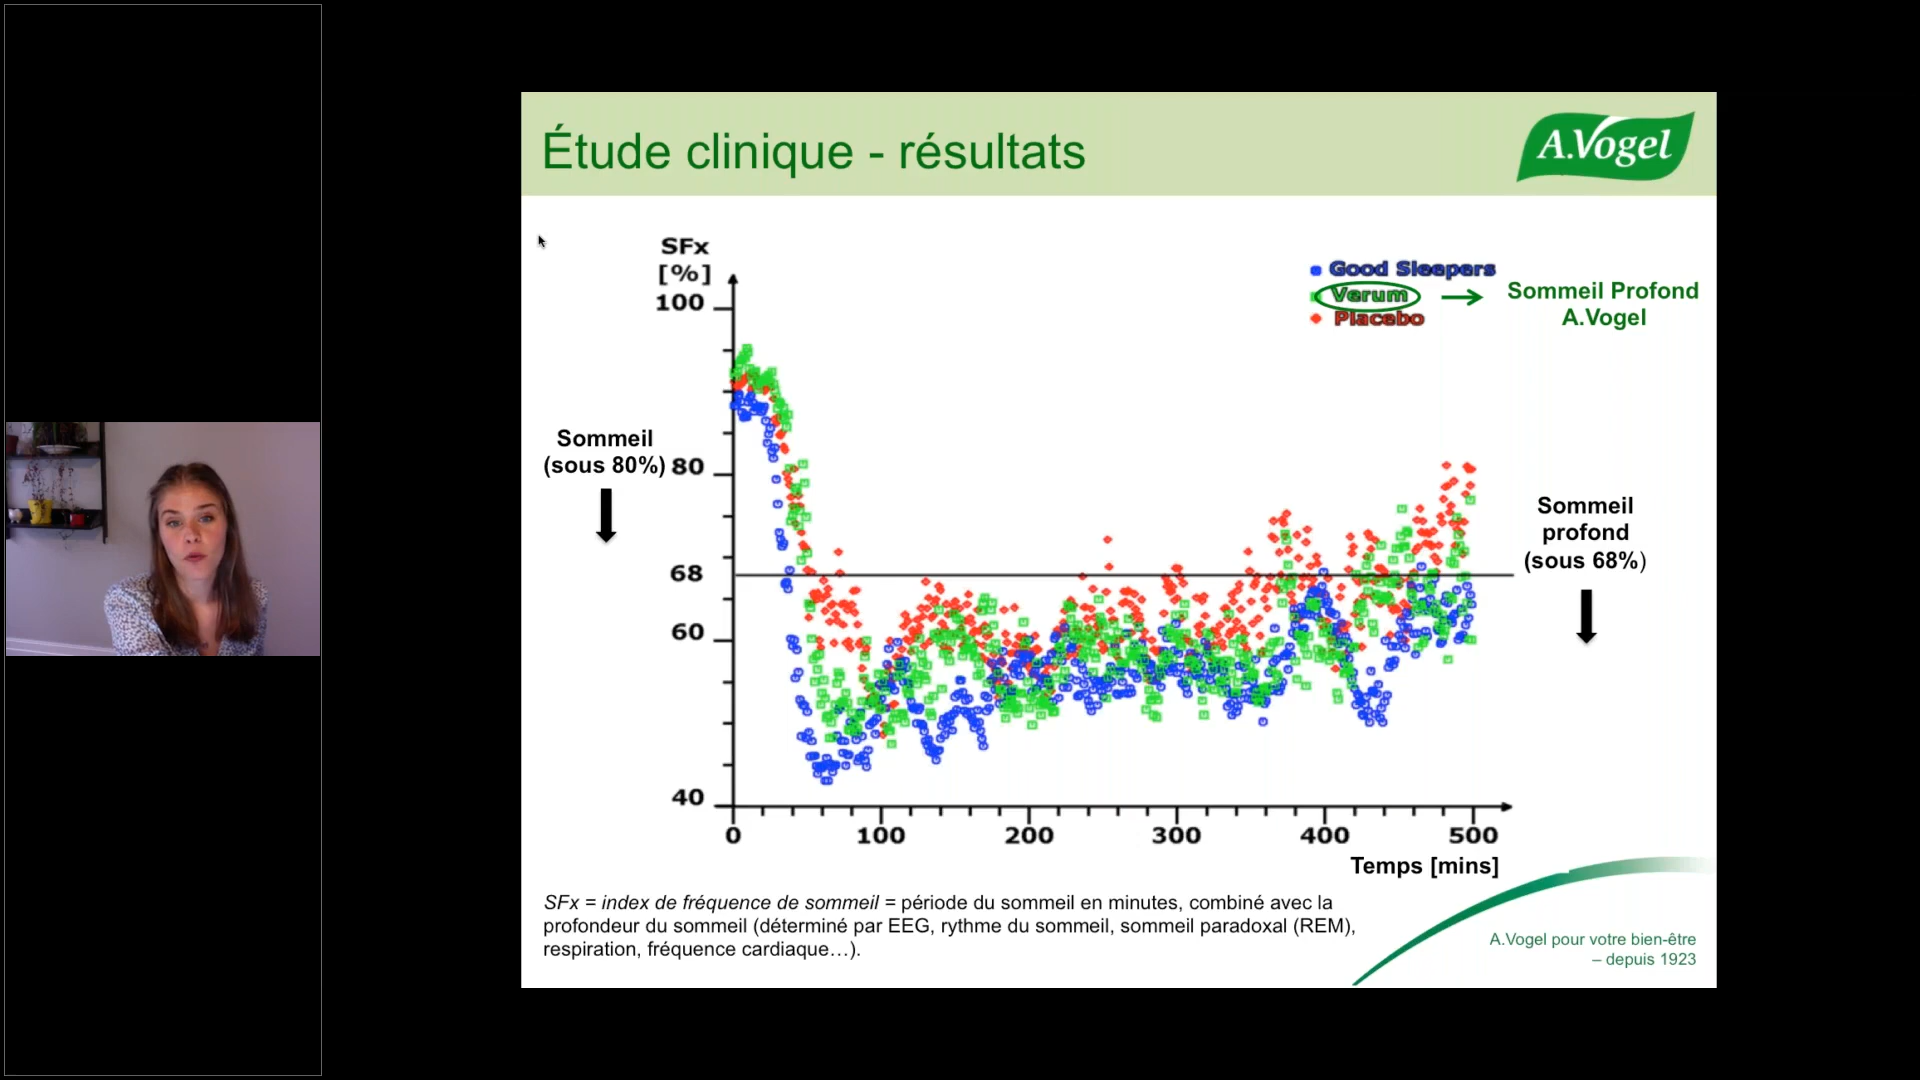 Étude clinique - résultats
A.Vogel
SFx
[%]
100
80
68
60
40
0
100
200
300
400
500
Temps [mins]
Good Sleepers
Verum
Placebo
Sommeil Profond
A.Vogel
Sommeil
(sous 80%)
Sommeil
profond
(sous 68%)
SFx = index de fréquence de sommeil = période du sommeil en minutes, combiné avec la
profondeur du sommeil (déterminé par EEG, rythme du sommeil, sommeil paradoxal (REM),
respiration, fréquence cardiaque…).
A.Vogel pour votre bien-être
– depuis 1923